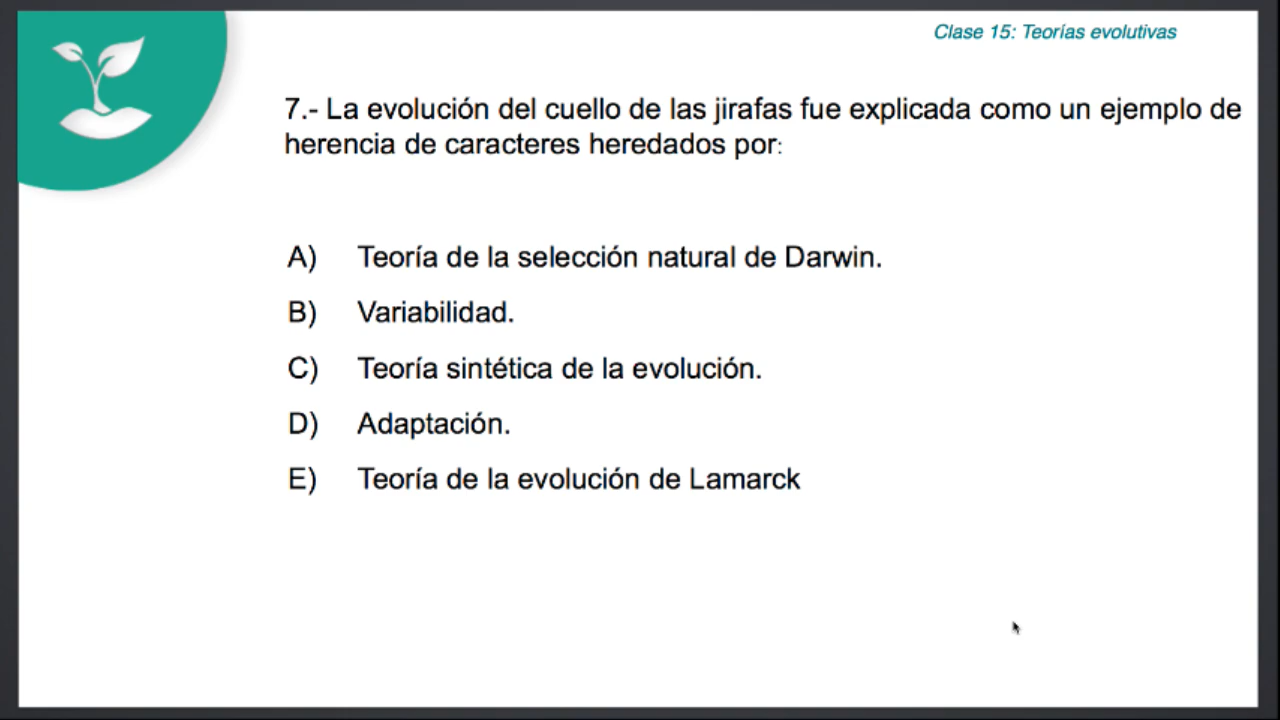 Clase 15: Teorías evolutivas
7.- La evolución del cuello de las jirafas fue explicada como un ejemplo de
herencia de caracteres heredados por:
A) Teoría de la selección natural de Darwin.
B) Variabilidad.
C) Teoría sintética de la evolución.
D) Adaptación.
E) Teoría de la evolución de Lamarck